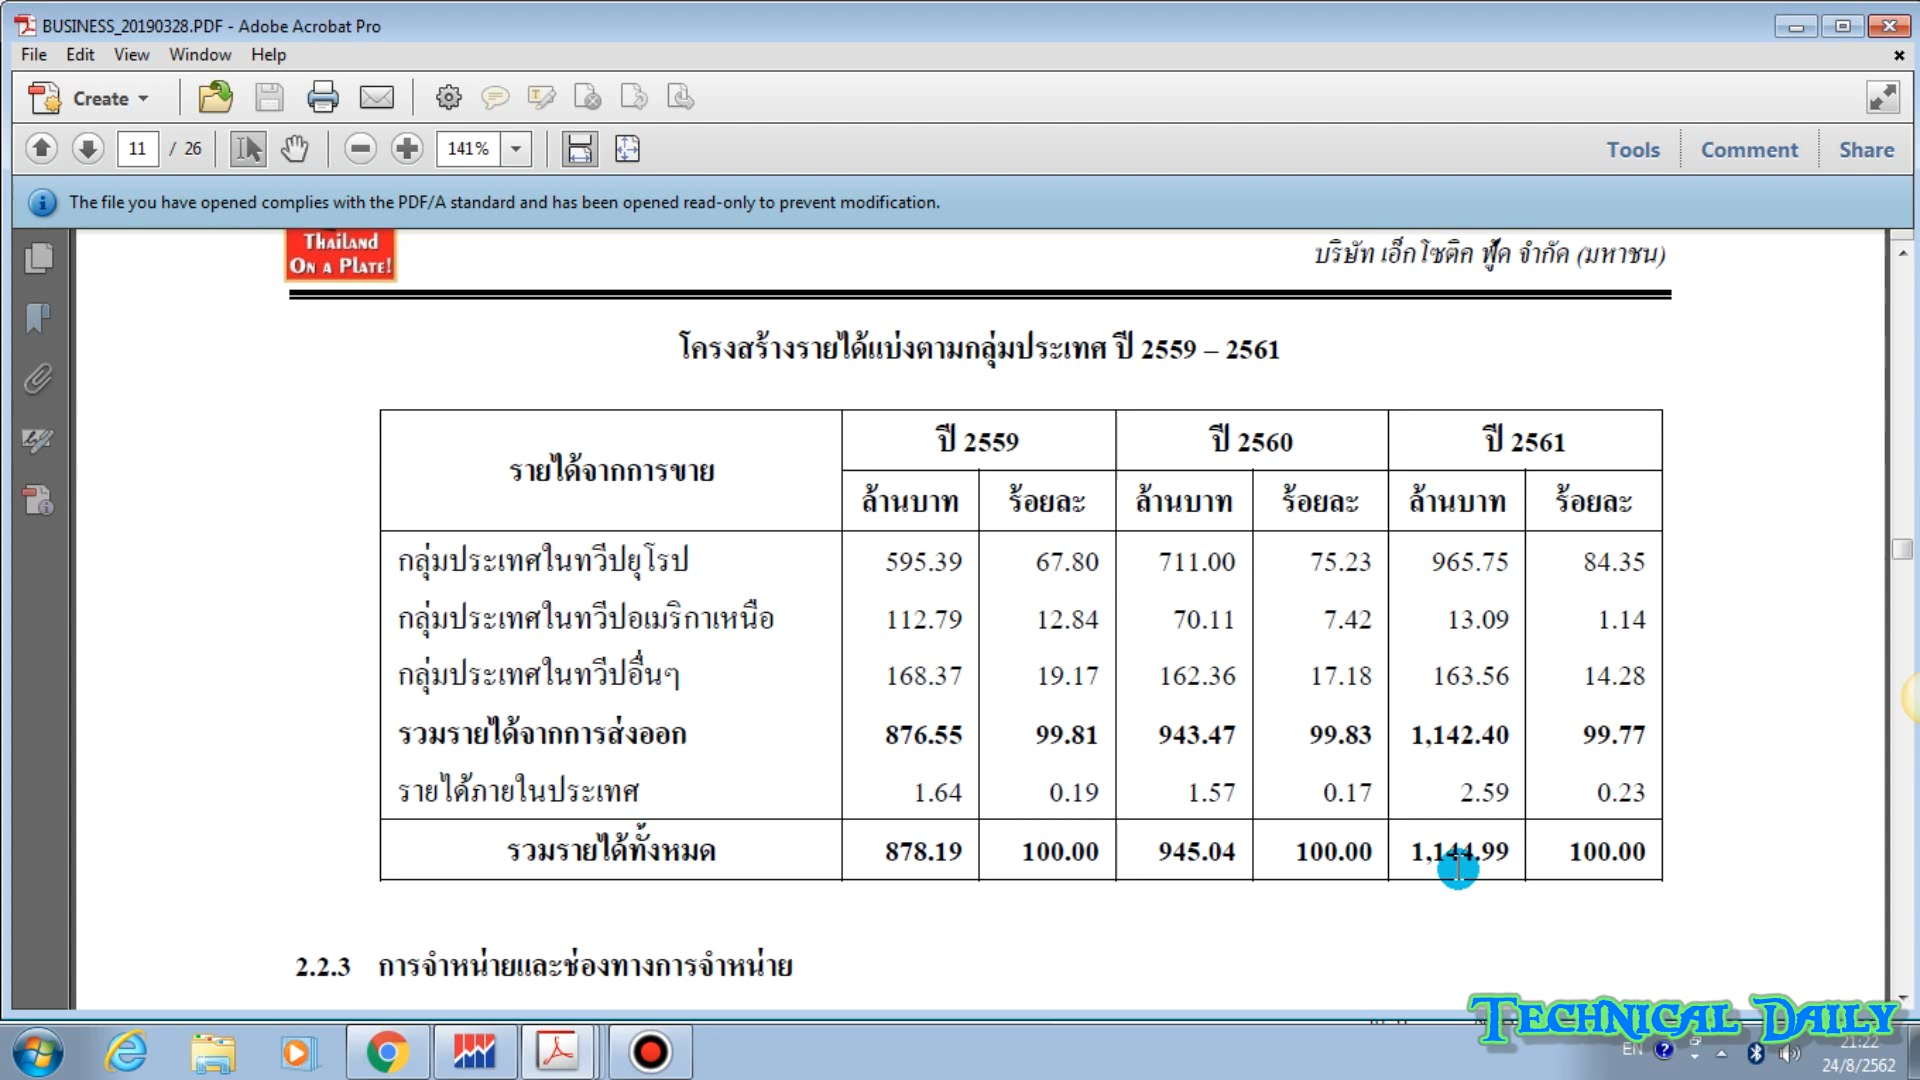 BUSINESS_20190328.PDF - Adobe Acrobat Pro
File Edit View Window Help
Create
11 / 26 141% Tools Comment Share
The file you have opened complies with the PDF/A standard and has been opened read-only to prevent modification.
THAILAND
ON A PLATE!
บริษัท เอ็กโซติค ฟู้ด จำกัด (มหาชน)
โครงสร้างรายได้แบ่งตามกลุ่มประเทศ ปี 2559 – 2561
รายได้จากการขาย ปี 2559 ปี 2560 ปี 2561
ล้านบาท ร้อยละ ล้านบาท ร้อยละ ล้านบาท ร้อยละ
กลุ่มประเทศในทวีปยุโรป 595.39 67.80 711.00 75.23 965.75 84.35
กลุ่มประเทศในทวีปอเมริกาเหนือ 112.79 12.84 70.11 7.42 13.09 1.14
กลุ่มประเทศในทวีปอื่นๆ 168.37 19.17 162.36 17.18 163.56 14.28
รวมรายได้จากการส่งออก 876.55 99.81 943.47 99.83 1,142.40 99.77
รายได้ภายในประเทศ 1.64 0.19 1.57 0.17 2.59 0.23
รวมรายได้ทั้งหมด 878.19 100.00 945.04 100.00 1,144.99 100.00
2.2.3 การจำหน่ายและช่องทางการจำหน่าย
TECHNICAL DAILY
EN 21:22
24/8/2562